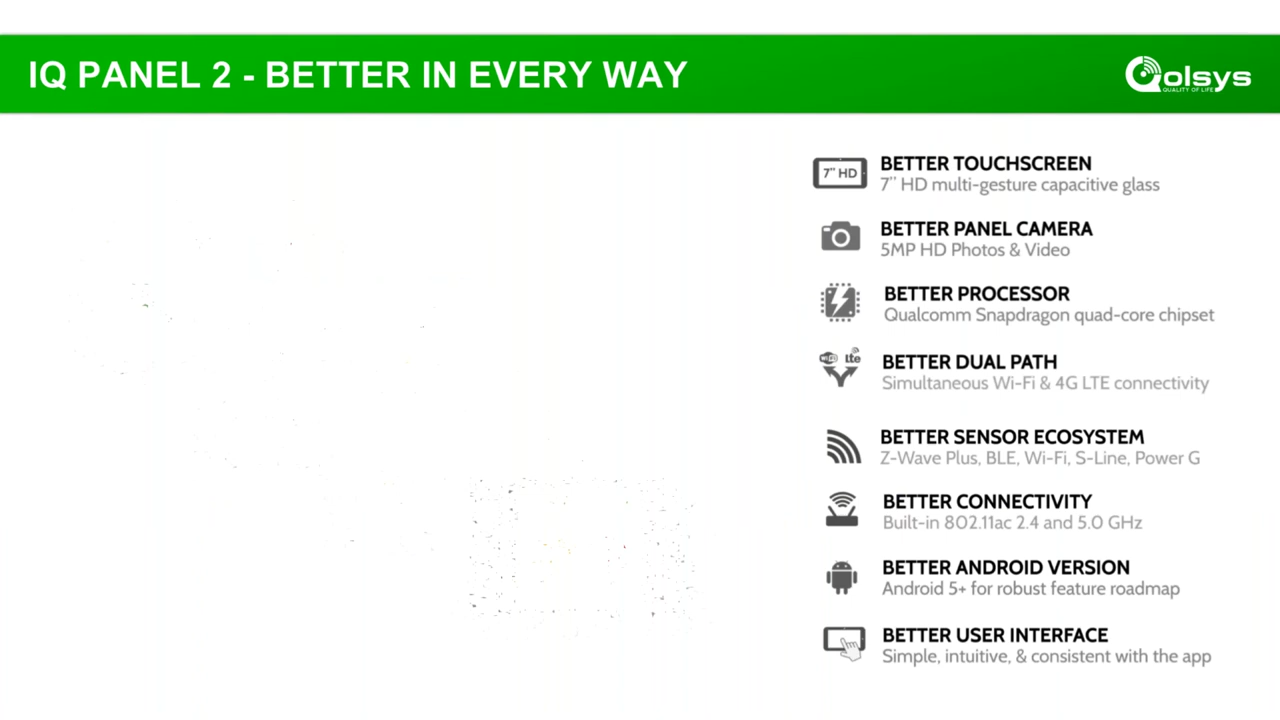 IQ PANEL 2 - BETTER IN EVERY WAY
Qolsys
QUALITY OF LIFE
7" HD
BETTER TOUCHSCREEN
7" HD multi-gesture capacitive glass
BETTER PANEL CAMERA
5MP HD Photos & Video
BETTER PROCESSOR
Qualcomm Snapdragon quad-core chipset
WiFi lte
BETTER DUAL PATH
Simultaneous Wi-Fi & 4G LTE connectivity
BETTER SENSOR ECOSYSTEM
Z-Wave Plus, BLE, Wi-Fi, S-Line, Power G
BETTER CONNECTIVITY
Built-in 802.11ac 2.4 and 5.0 GHz
BETTER ANDROID VERSION
Android 5+ for robust feature roadmap
BETTER USER INTERFACE
Simple, intuitive, & consistent with the app